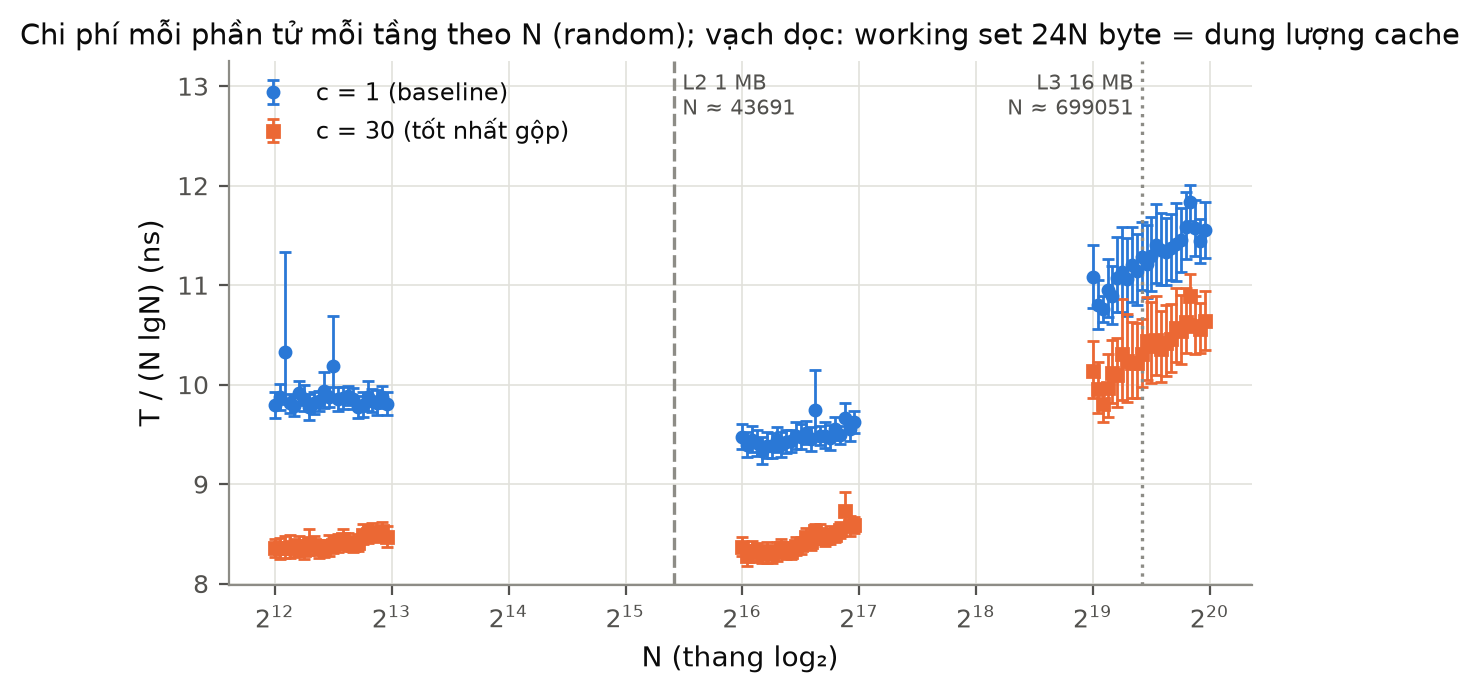 Chi phí mỗi phần tử mỗi tầng theo N (random); vạch dọc: working set 24N byte = dung lượng cache
c = 1 (baseline)
c = 30 (tốt nhất gộp)
L2 1 MB
N ≈ 43691
L3 16 MB
N ≈ 699051
T / (N lgN) (ns)
13
12
11
10
9
8
2¹²
2¹³
2¹⁴
2¹⁵
2¹⁶
2¹⁷
2¹⁸
2¹⁹
2²⁰
N (thang log₂)